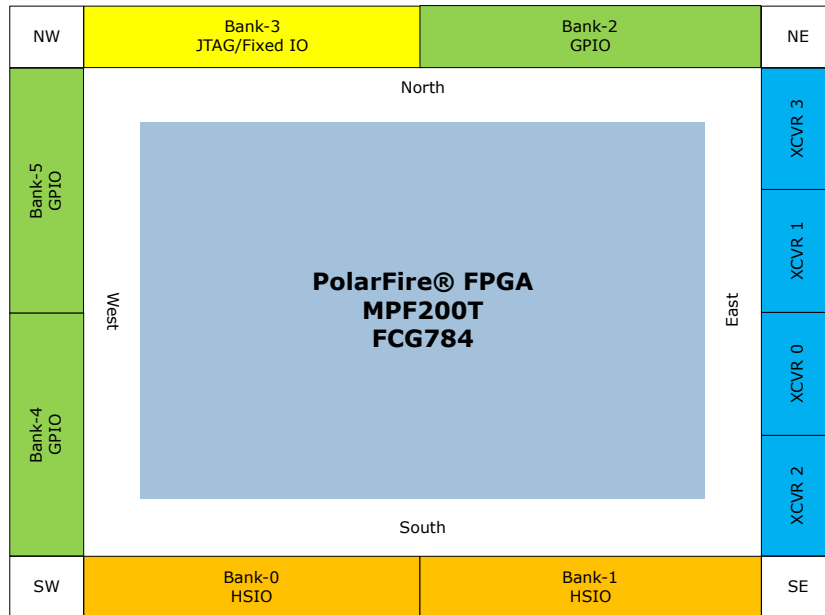 NW
Bank-3
JTAG/Fixed IO
Bank-2
GPIO
NE
North
Bank-5
GPIO
Bank-4
GPIO
West
PolarFire® FPGA
MPF200T
FCG784
East
XCVR 3
XCVR 1
XCVR 0
XCVR 2
South
SW
Bank-0
HSIO
Bank-1
HSIO
SE